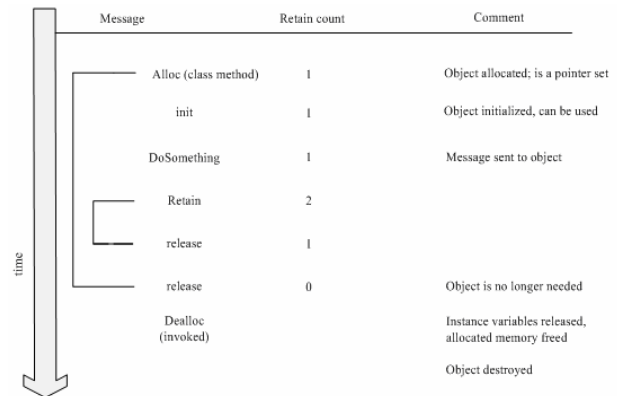 Message Retain count Comment
Alloc (class method) 1 Object allocated; is a pointer set
init 1 Object initialized, can be used
DoSomething 1 Message sent to object
Retain 2
release 1
time
release 0 Object is no longer needed
Dealloc Instance variables released,
(invoked) allocated memory freed
Object destroyed